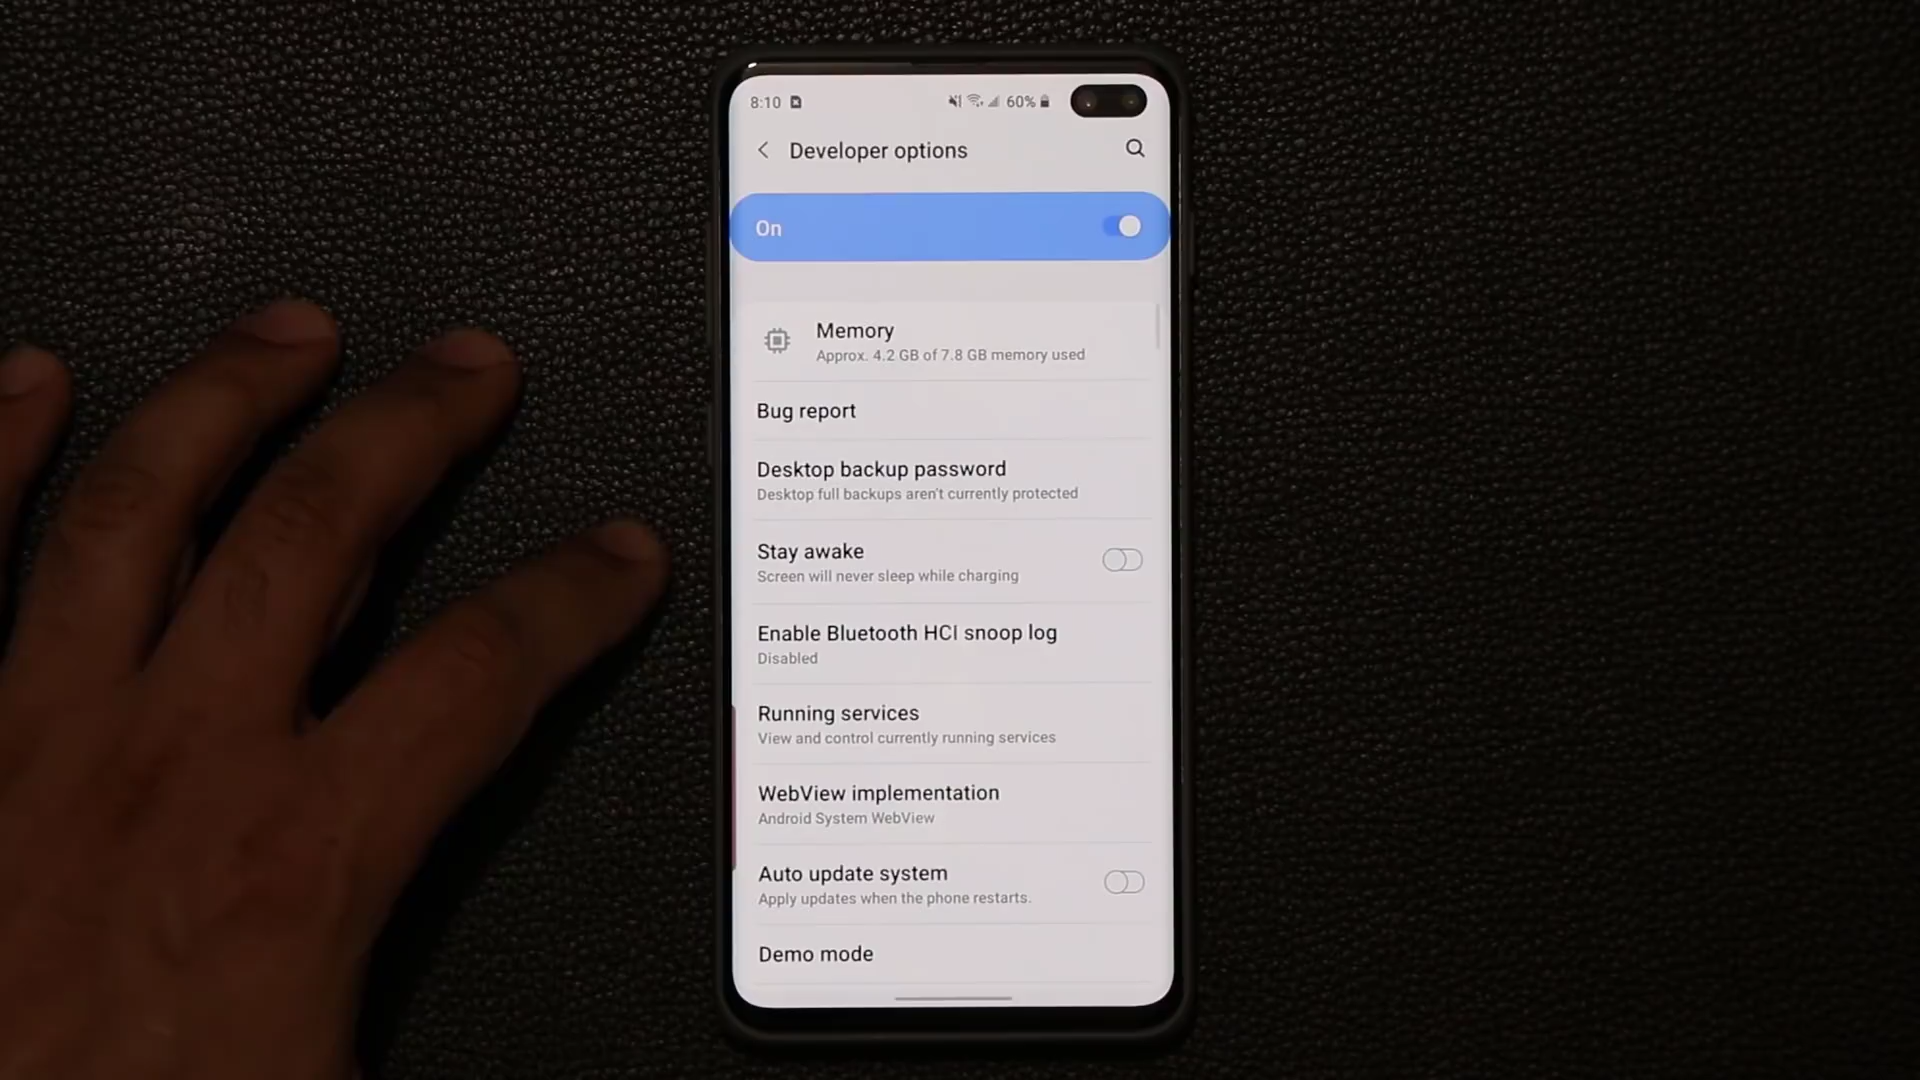 8:10
60%
Developer options
On
Memory
Approx. 4.2 GB of 7.8 GB memory used
Bug report
Desktop backup password
Desktop full backups aren't currently protected
Stay awake
Screen will never sleep while charging
Enable Bluetooth HCI snoop log
Disabled
Running services
View and control currently running services
WebView implementation
Android System WebView
Auto update system
Apply updates when the phone restarts.
Demo mode